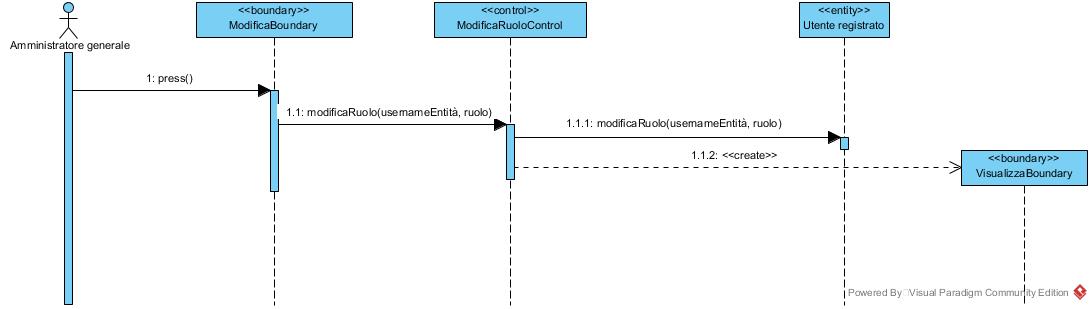 <<boundary>>
ModificaBoundary
<<control>>
ModificaRuoloControl
<<entity>>
Utente registrato
Amministratore generale
1: press()
1.1: modificaRuolo(usernameEntità, ruolo)
1.1.1: modificaRuolo(usernameEntità, ruolo)
1.1.2: <<create>>
<<boundary>>
VisualizzaBoundary
Powered By Visual Paradigm Community Edition